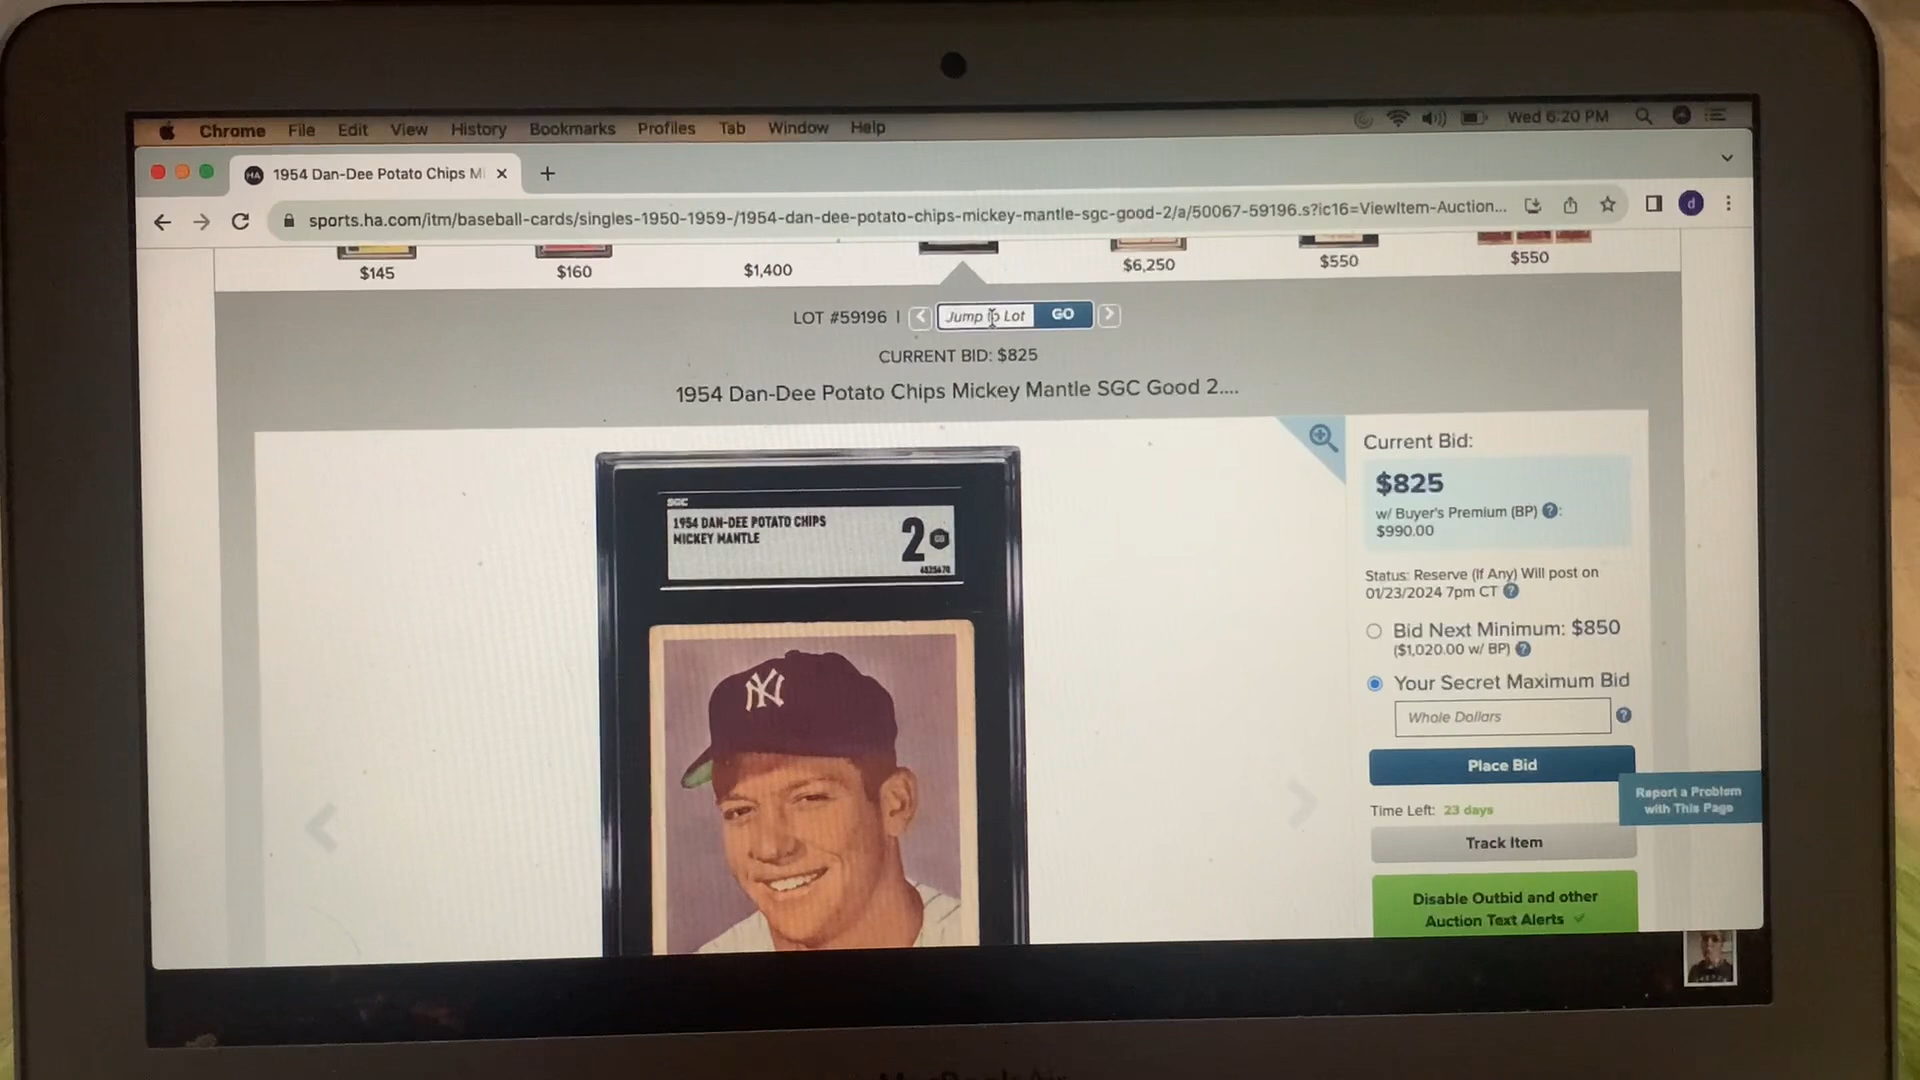 Chrome File Edit View History Bookmarks Profiles Tab Window Help Wed 6:20 PM
HA 1954 Dan-Dee Potato Chips Mi
sports.ha.com/itm/baseball-cards/singles-1950-1959-/1954-dan-dee-potato-chips-mickey-mantle-sgc-good-2/a/50067-59196.s?ic16=ViewItem-Auction... d
$145 $160 $1,400 $6,250 $550 $550
LOT #59196 | Jump to Lot GO
CURRENT BID: $825
1954 Dan-Dee Potato Chips Mickey Mantle SGC Good 2....
SGC
1954 DAN-DEE POTATO CHIPS
MICKEY MANTLE
2
GD
NY
Current Bid:
$825
w/ Buyer's Premium (BP) ?:
$990.00
Status: Reserve (If Any) Will post on
01/23/2024 7pm CT ?
Bid Next Minimum: $850
($1,020.00 w/ BP) ?
Your Secret Maximum Bid
Whole Dollars ?
Place Bid
Report a Problem
with This Page
Time Left: 23 days
Track Item
Disable Outbid and other
Auction Text Alerts